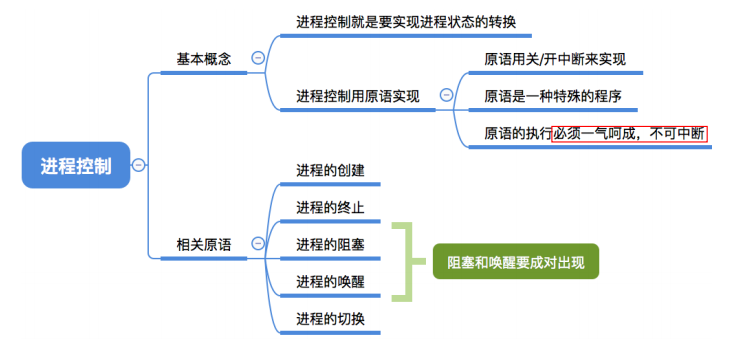 进程控制
基本概念
进程控制就是要实现进程状态的转换
进程控制用原语实现
原语用关/开中断来实现
原语是一种特殊的程序
原语的执行必须一气呵成，不可中断
相关原语
进程的创建
进程的终止
进程的阻塞
进程的唤醒
进程的切换
阻塞和唤醒要成对出现